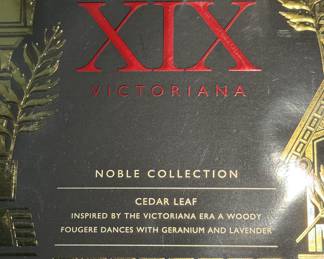 XIX
VICTORIANA
NOBLE COLLECTION
CEDAR LEAF
INSPIRED BY THE VICTORIANA ERA A WOODY
FOUGERE DANCES WITH GERANIUM AND LAVENDER